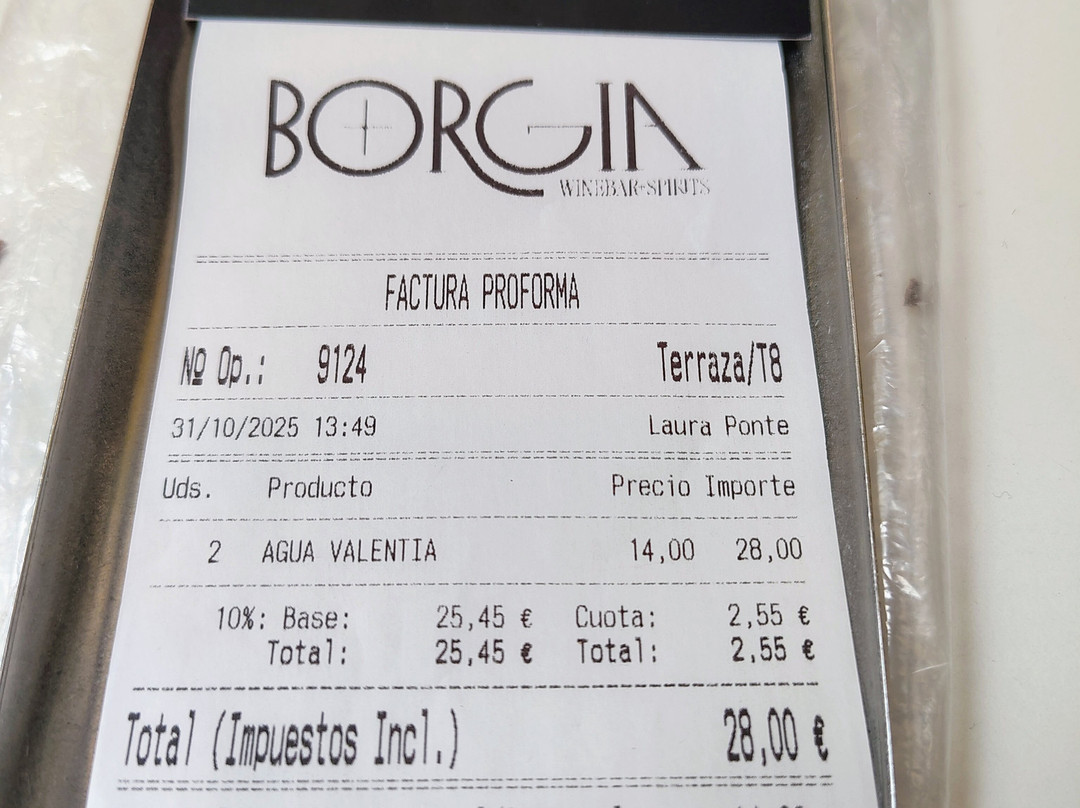 BORGIA
WINEBAR+SPIRITS
FACTURA PROFORMA
Nº Op.: 9124 Terraza/T8
31/10/2025 13:49 Laura Ponte
Uds. Producto Precio Importe
2 AGUA VALENTIA 14,00 28,00
10%: Base: 25,45 € Cuota: 2,55 €
Total: 25,45 € Total: 2,55 €
Total (Impuestos Incl.) 28,00 €